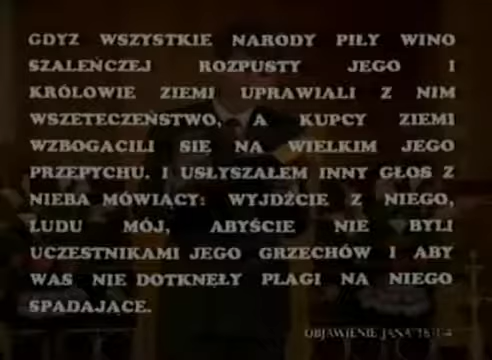 GDYŻ WSZYSTKIE NARODY PIŁY WINO
SZALEŃCZEJ ROZPUSTY JEGO I
KRÓLOWIE ZIEMI UPRAWIALI Z NIM
WSZETECZEŃSTWO, A KUPCY ZIEMI
WZBOGACILI SIĘ NA WIELKIM JEGO
PRZEPYCHU. I USŁYSZAŁEM INNY GŁOS Z
NIEBA MÓWIĄCY: WYJDŹCIE Z NIEGO,
LUDU MÓJ, ABYŚCIE NIE BYLI
UCZESTNIKAMI JEGO GRZECHÓW I ABY
WAS NIE DOTKNĘŁY PLAGI NA NIEGO
SPADAJĄCE.
OBJAWIENIE JANA